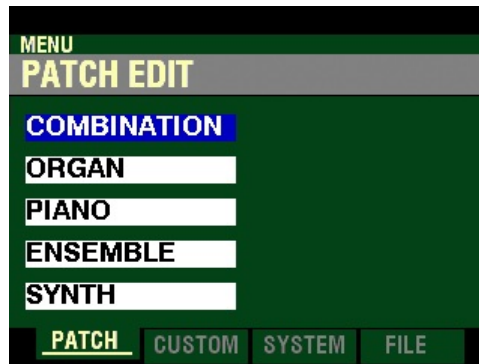 MENU
PATCH EDIT
COMBINATION
ORGAN
PIANO
ENSEMBLE
SYNTH
PATCH CUSTOM SYSTEM FILE